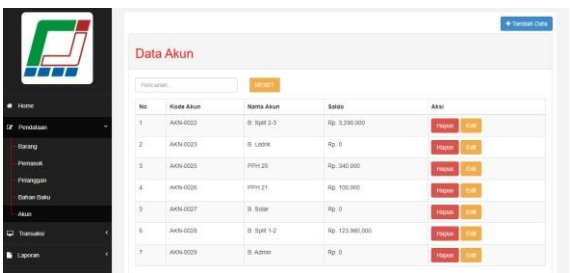 + Tambah Data
Data Akun
Pencarian... RESET
Home
Pendataan
Barang
Pemasok
Pelanggan
Bahan Baku
Akun
Transaksi
Laporan
No Kode Akun Nama Akun Saldo Aksi
1 AKN-0022 B. Split 2-3 Rp. 3,290,000 Hapus Edit
2 AKN-0023 B. Listrik Rp. 0 Hapus Edit
3 AKN-0025 PPH 25 Rp. 340,000 Hapus Edit
4 AKN-0026 PPH 21 Rp. 100,000 Hapus Edit
5 AKN-0027 B. Solar Rp. 0 Hapus Edit
6 AKN-0028 B. Split 1-2 Rp. 123,980,000 Hapus Edit
7 AKN-0029 B. Admin Rp. 0 Hapus Edit